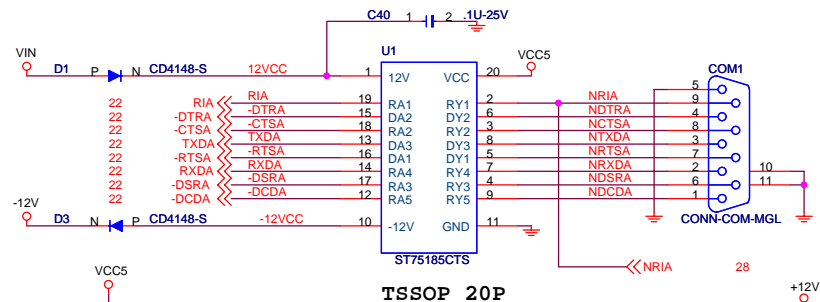 C40 1 2 .1U-25V
VIN U1 VCC5
D1 P N CD4148-S 12VCC 1 12V VCC 20 COM1
5
22 RIA RIA 19 RA1 RY1 2 NRIA 9
22 -DTRA -DTRA 15 DA2 DY2 6 NDTRA 4
22 -CTSA -CTSA 18 RA2 RY2 3 NCTSA 8
22 TXDA TXDA 13 DA3 DY3 8 NTXDA 3
22 -RTSA -RTSA 16 DA1 DY1 5 NRTSA 7
22 RXDA RXDA 14 RA4 RY4 7 NRXDA 2 10
22 -DSRA -DSRA 17 RA3 RY3 4 NDSRA 6 11
22 -DCDA -DCDA 12 RA5 RY5 9 NDCDA 1
-12V
D3 N P CD4148-S -12VCC 10 -12V GND 11 CONN-COM-MGL
ST75185CTS
VCC5 NRIA 28
TSSOP 20P +12V